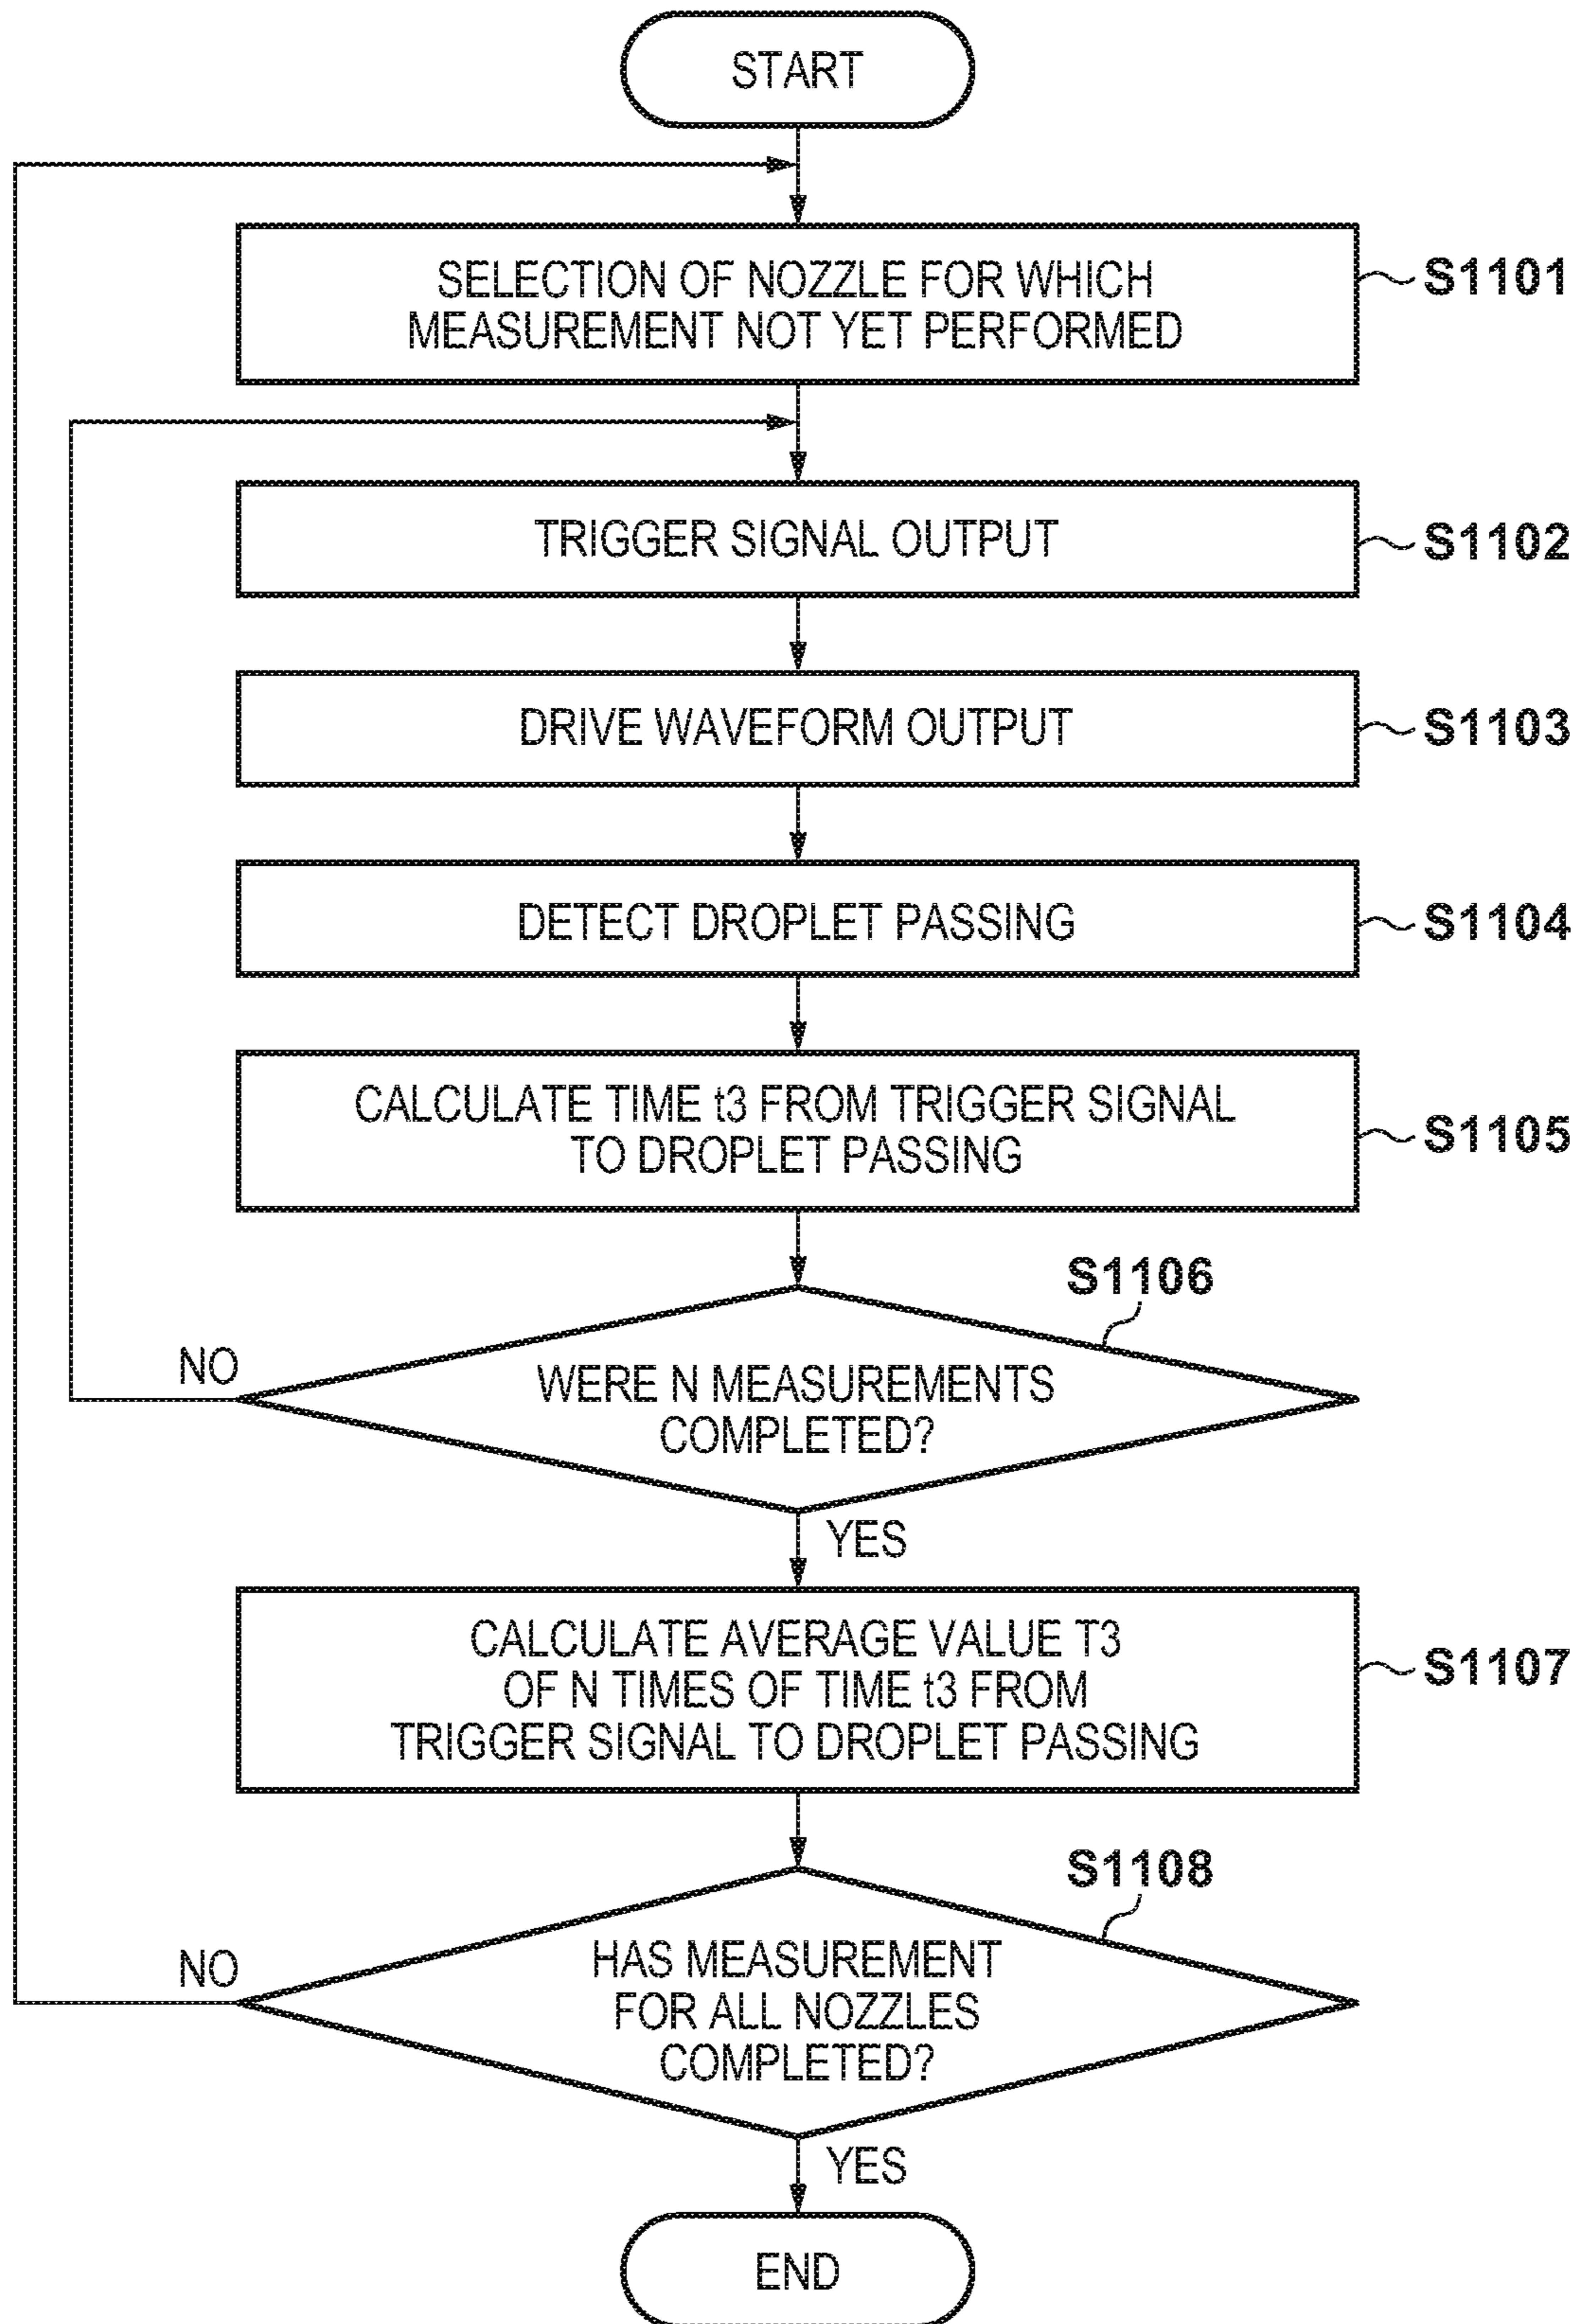 START
SELECTION OF NOZZLE FOR WHICH
MEASUREMENT NOT YET PERFORMED
S1101
TRIGGER SIGNAL OUTPUT
S1102
DRIVE WAVEFORM OUTPUT
S1103
DETECT DROPLET PASSING
S1104
CALCULATE TIME t3 FROM TRIGGER SIGNAL
TO DROPLET PASSING
S1105
S1106
NO
WERE N MEASUREMENTS
COMPLETED?
YES
CALCULATE AVERAGE VALUE T3
OF N TIMES OF TIME t3 FROM
TRIGGER SIGNAL TO DROPLET PASSING
S1107
S1108
NO
HAS MEASUREMENT
FOR ALL NOZZLES
COMPLETED?
YES
END